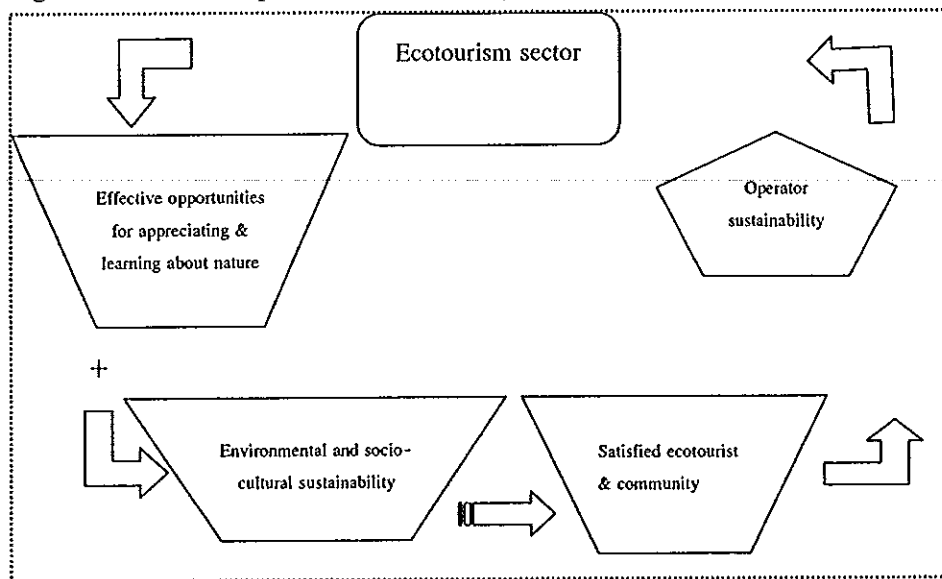 Ecotourism sector
Effective opportunities
for appreciating &
learning about nature
Operator
sustainability
+
Environmental and socio-
cultural sustainability
Satisfied ecotourist
& community